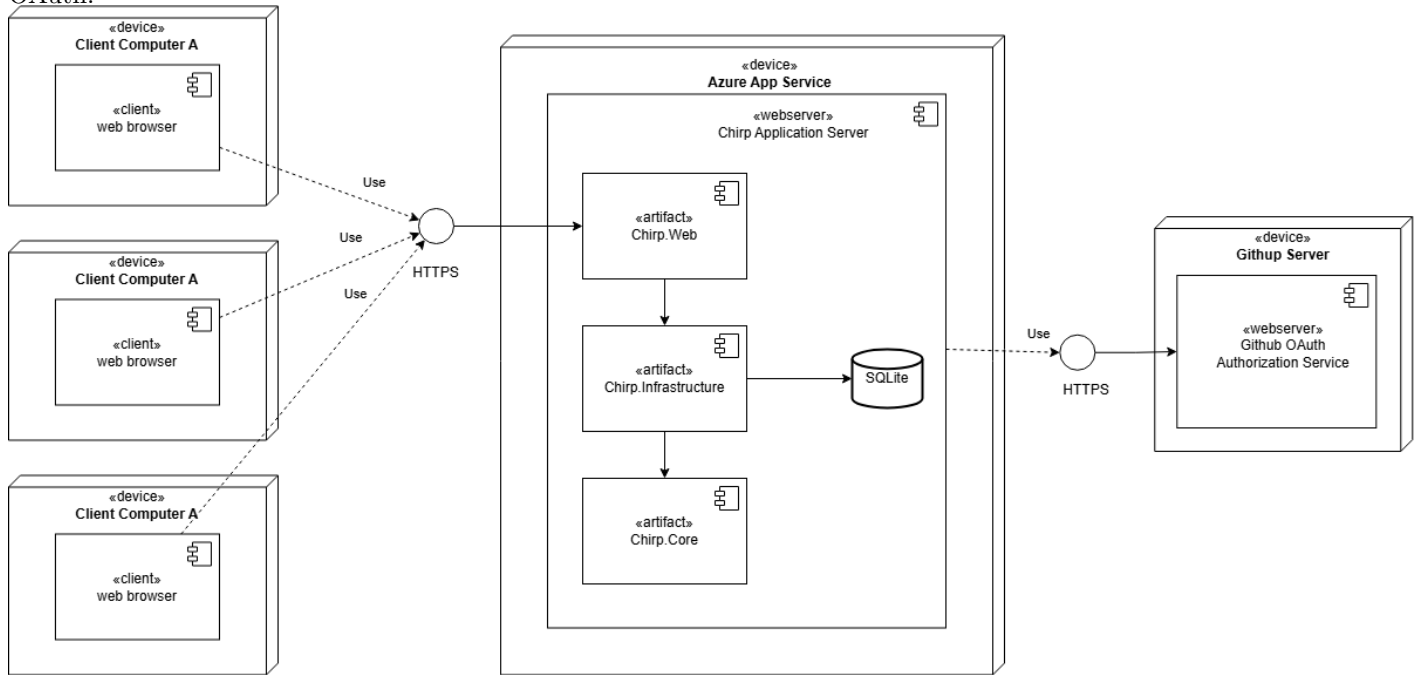 OAuth.
«device»
Client Computer A
«client»
web browser
Use
«device»
Client Computer A
«client»
web browser
Use
«device»
Client Computer A
«client»
web browser
Use
HTTPS
«device»
Azure App Service
«webserver»
Chirp Application Server
«artifact»
Chirp.Web
«artifact»
Chirp.Infrastructure
SQLite
«artifact»
Chirp.Core
Use
HTTPS
«device»
Githup Server
«webserver»
Github OAuth
Authorization Service